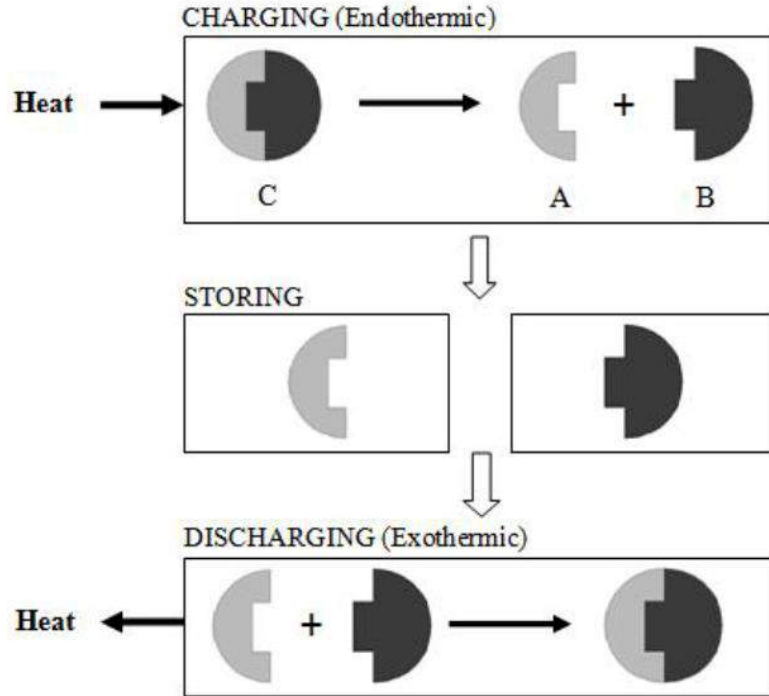 CHARGING (Endothermic)
Heat
+
C
A
B
STORING
DISCHARGING (Exothermic)
Heat
+